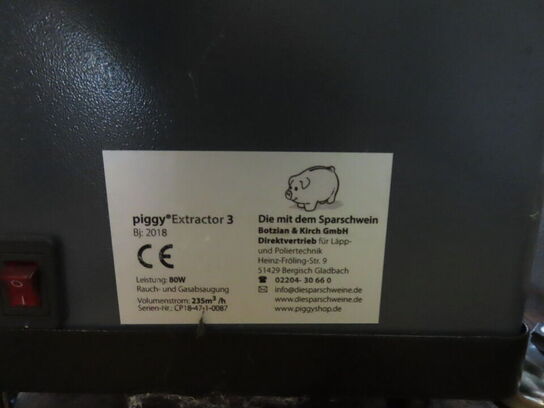 piggy®Extractor 3
Bj: 2018
CE
Leistung: 80W
Rauch- und Gasabsaugung
Volumenstrom: 235m³ /h
Serien-Nr.: CP18-47-1-0087
Die mit dem Sparschwein
Botzian & Kirch GmbH
Direktvertrieb für Läpp-
und Poliertechnik
Heinz-Fröling-Str. 9
51429 Bergisch Gladbach
☎ 02204- 30 66 0
✉ info@diesparschweine.de
www.diesparschweine.de
www.piggyshop.de